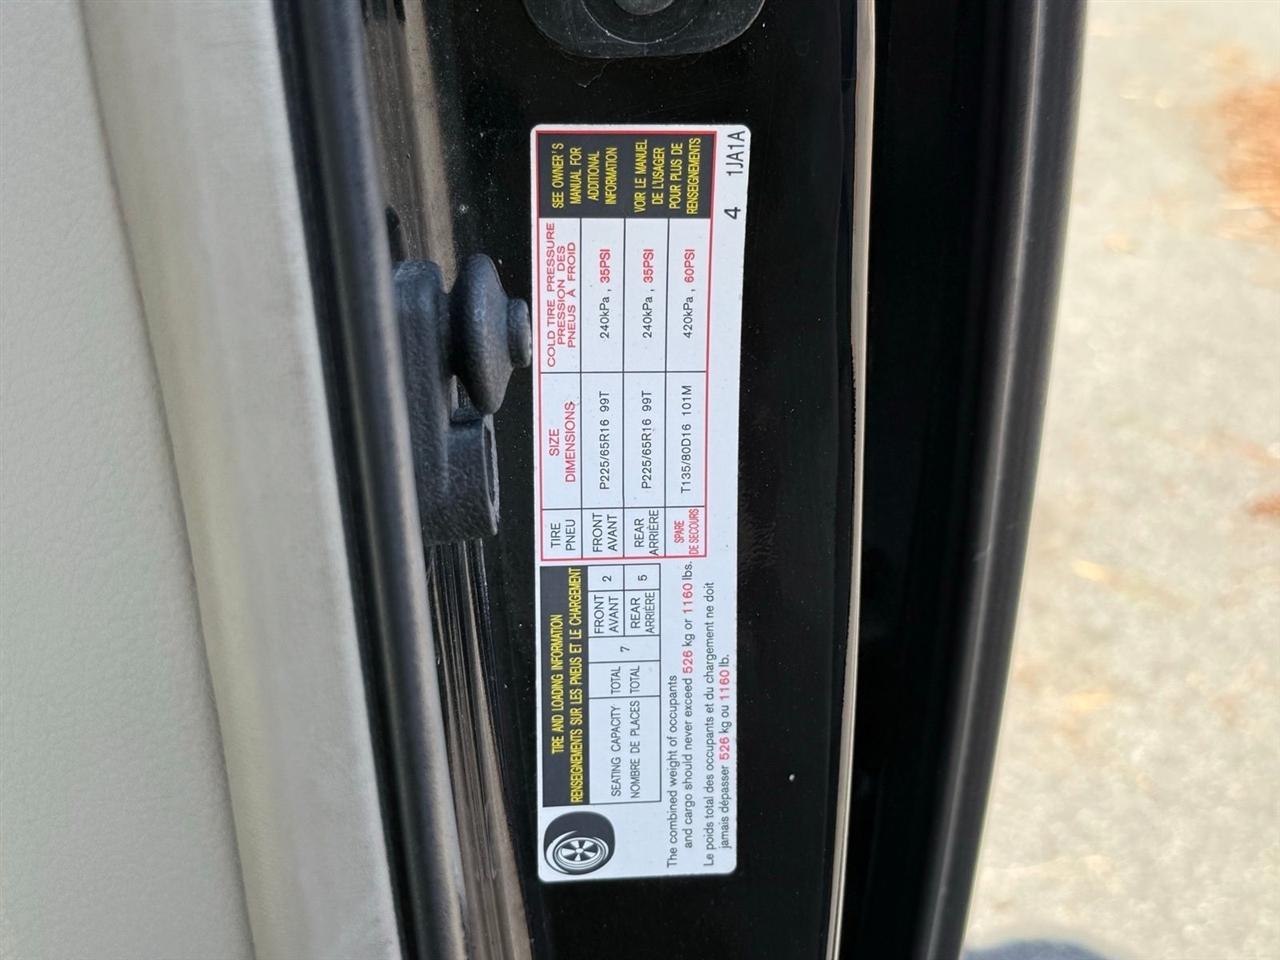 TIRE AND LOADING INFORMATION
RENSEIGNEMENTS SUR LES PNEUS ET LE CHARGEMENT
SEATING CAPACITY
NOMBRE DE PLACES
TOTAL
TOTAL
7
FRONT
AVANT
2
REAR
ARRIÈRE
5
The combined weight of occupants
and cargo should never exceed 526 kg or 1160 lbs.
Le poids total des occupants et du chargement ne doit
jamais dépasser 526 kg ou 1160 lb.
TIRE
PNEU
SIZE
DIMENSIONS
COLD TIRE PRESSURE
PRESSION DES
PNEUS À FROID
FRONT
AVANT
P225/65R16 99T
240kPa , 35PSI
REAR
ARRIÈRE
P225/65R16 99T
240kPa , 35PSI
SPARE
DE SECOURS
T135/80D16 101M
420kPa , 60PSI
SEE OWNER'S
MANUAL FOR
ADDITIONAL
INFORMATION
VOIR LE MANUEL
DE L'USAGER
POUR PLUS DE
RENSEIGNEMENTS
4 1JA1A